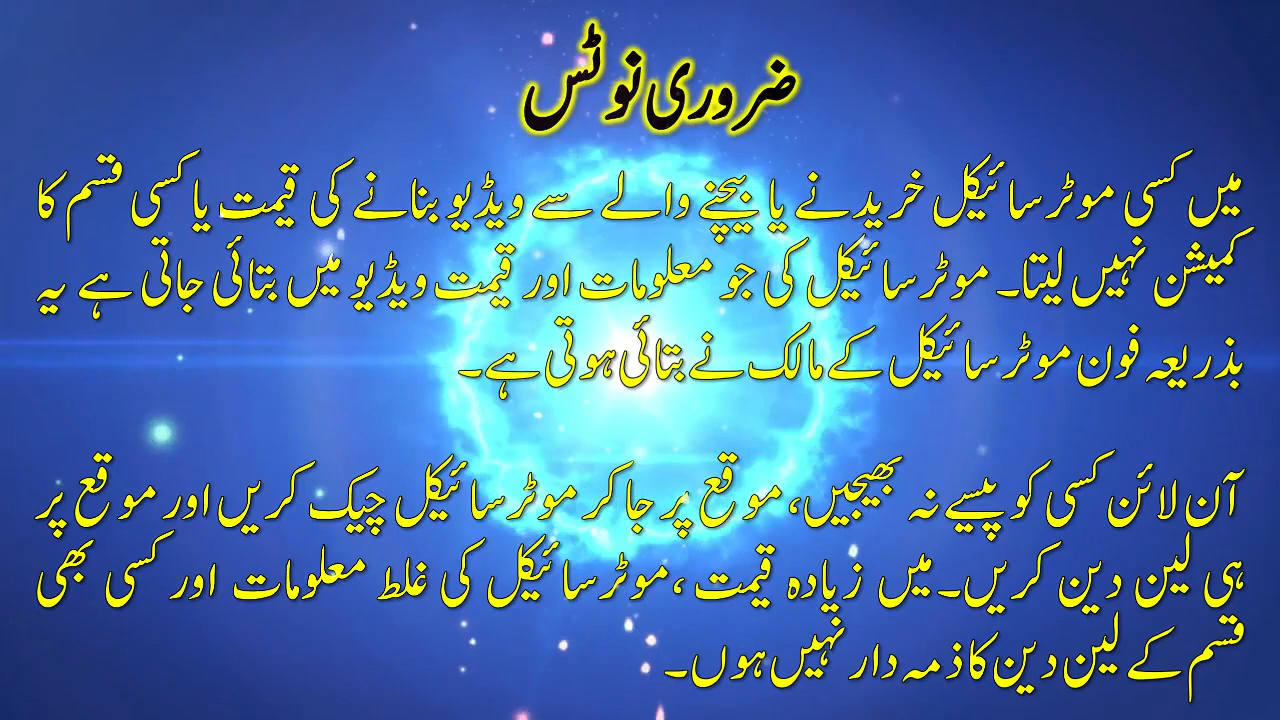 ضروری نوٹس
میں کسی موٹرسائیکل خریدنے یا بیچنے والے سے ویڈیو بنانے کی قیمت یا کسی قسم کا
کمیشن نہیں لیتا۔ موٹرسائیکل کی جو معلومات اور قیمت ویڈیو میں بتائی جاتی ہے یہ
بذریعہ فون موٹرسائیکل کے مالک نے بتائی ہوتی ہے۔
آن لائن کسی کو پیسے نہ بھیجیں، موقع پر جا کر موٹرسائیکل چیک کریں اور موقع پر
ہی لین دین کریں۔ میں زیادہ قیمت ،موٹرسائیکل کی غلط معلومات اور کسی بھی
قسم کے لین دین کا ذمہ دار نہیں ہوں۔